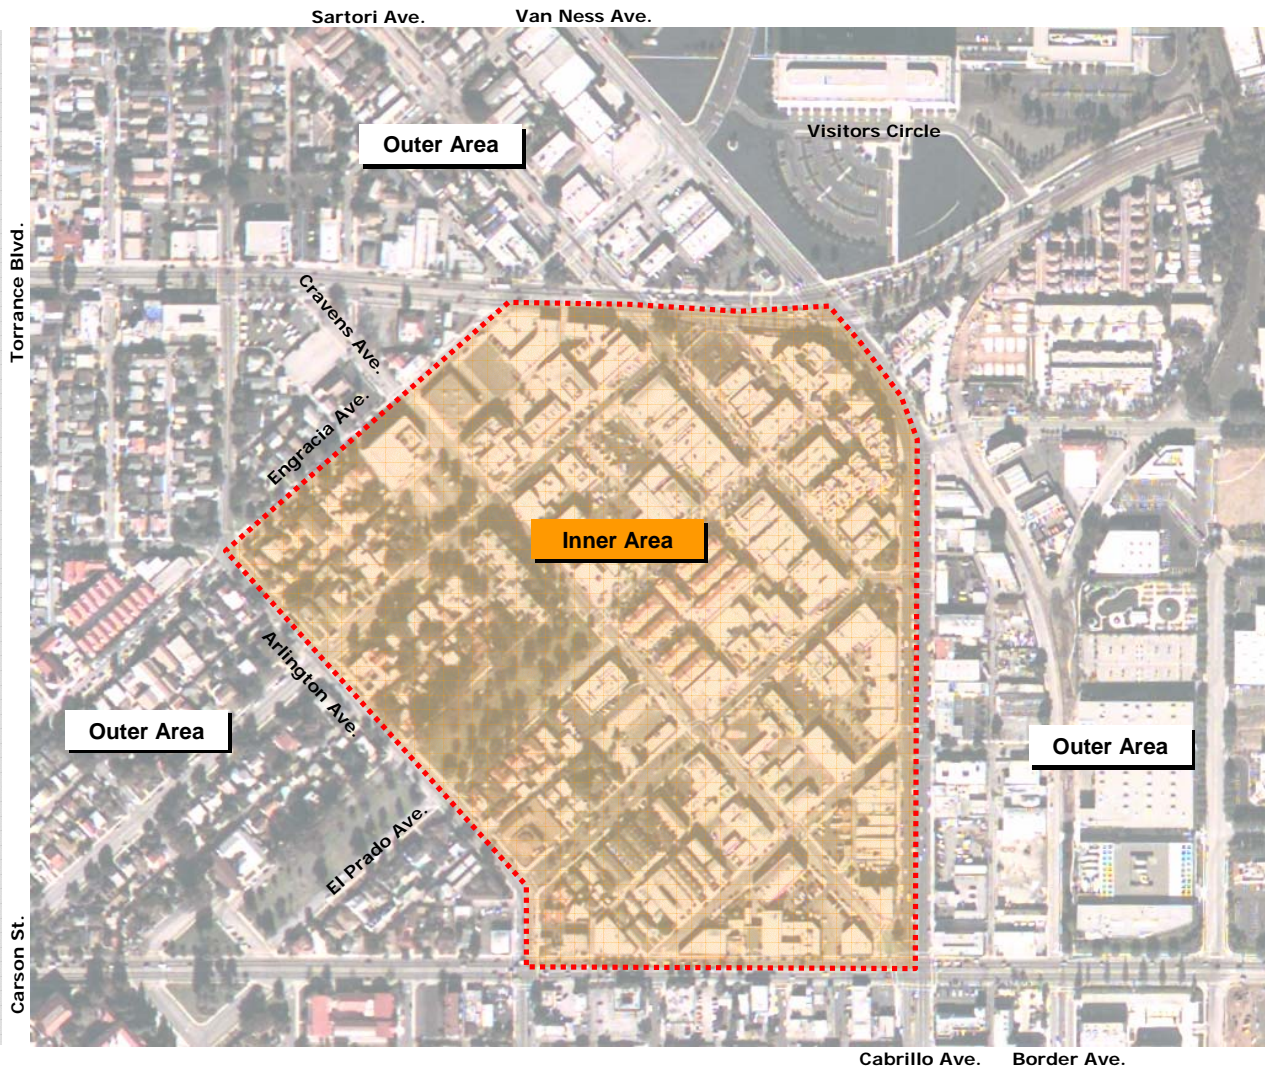 Sartori Ave.
Van Ness Ave.
Visitors Circle
Outer Area
Torrance Blvd.
Cravens Ave.
Engracia Ave.
Inner Area
Arlington Ave.
Outer Area
Outer Area
El Prado Ave.
Carson St.
Cabrillo Ave.
Border Ave.